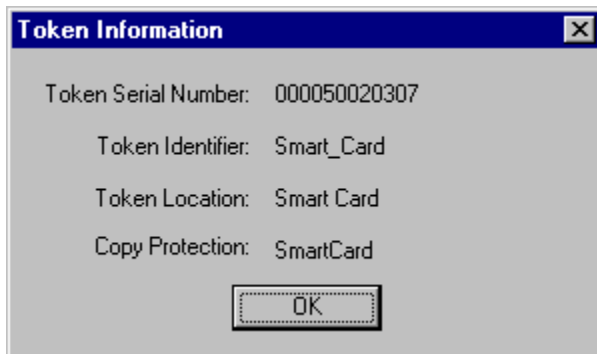 Token Information
Token Serial Number: 000050020307
Token Identifier: Smart_Card
Token Location: Smart Card
Copy Protection: SmartCard
OK